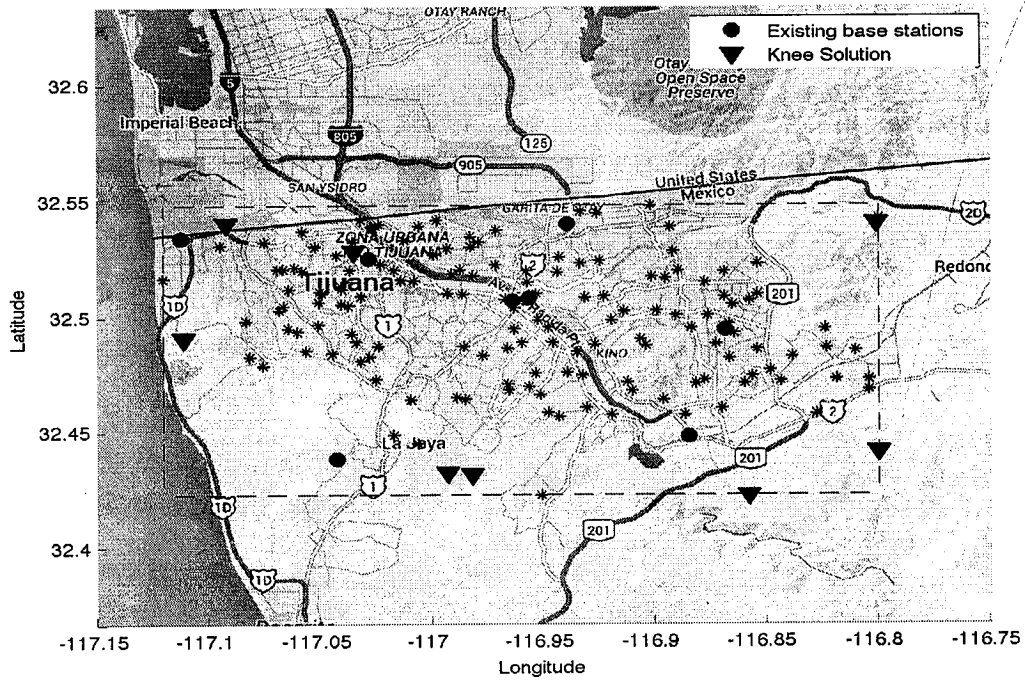 OTAY RANCH
Existing base stations
Knee Solution
Otay
Open Space
Preserve
5
Imperial Beach
805
125
905
SAN YSIDRO
United States
Mexico
GARITA DE OTAY
2D
ZONA URBANA
TIJUANA
Redond
Tijuana
201
1D
1
KINO
2
La Joya
201
1
1D
201
1D
32.6
32.55
32.5
32.45
32.4
Latitude
-117.15
-117.1
-117.05
-117
-116.95
-116.9
-116.85
-116.8
-116.75
Longitude